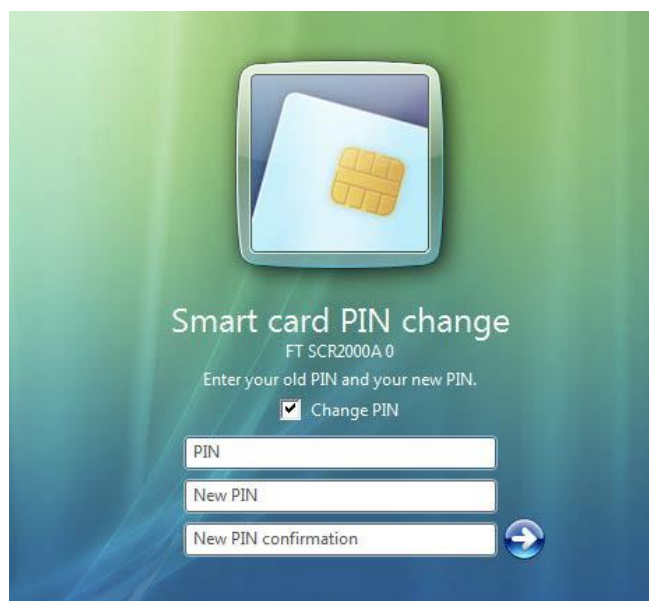 Smart card PIN change
FT SCR2000A 0
Enter your old PIN and your new PIN.
Change PIN
PIN
New PIN
New PIN confirmation